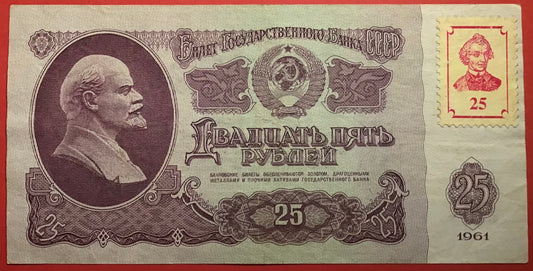 Билет Государственного Банка СССР
25
Двадцать пять
рублей
БАНКОВСКИЕ БИЛЕТЫ ОБЕСПЕЧИВАЮТСЯ ЗОЛОТОМ, ДРАГОЦЕННЫМИ
МЕТАЛЛАМИ И ПРОЧИМИ АКТИВАМИ ГОСУДАРСТВЕННОГО БАНКА
25
25
25
1961